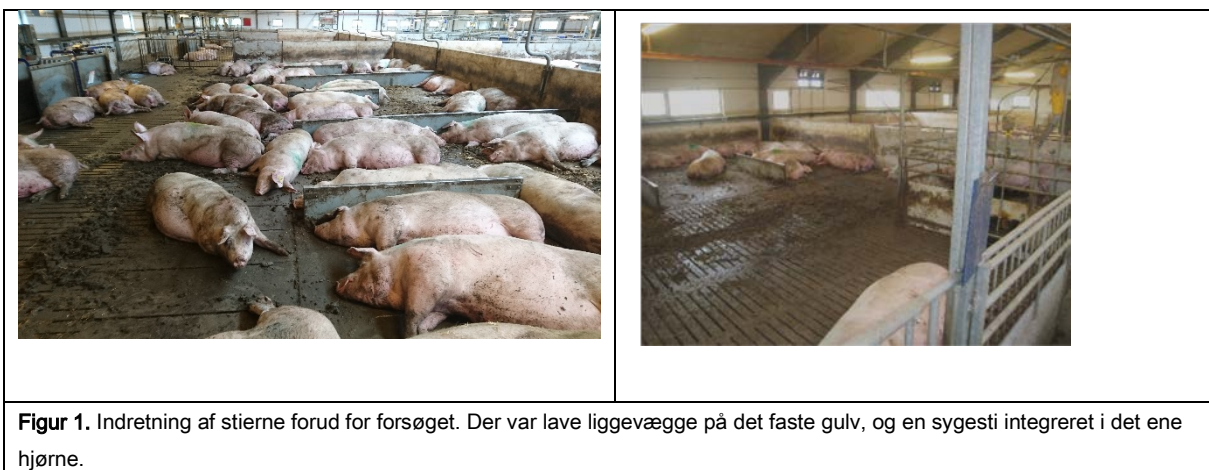 Figur 1. Indretning af stierne forud for forsøget. Der var lave liggevægge på det faste gulv, og en sygesti integreret i det ene
hjørne.